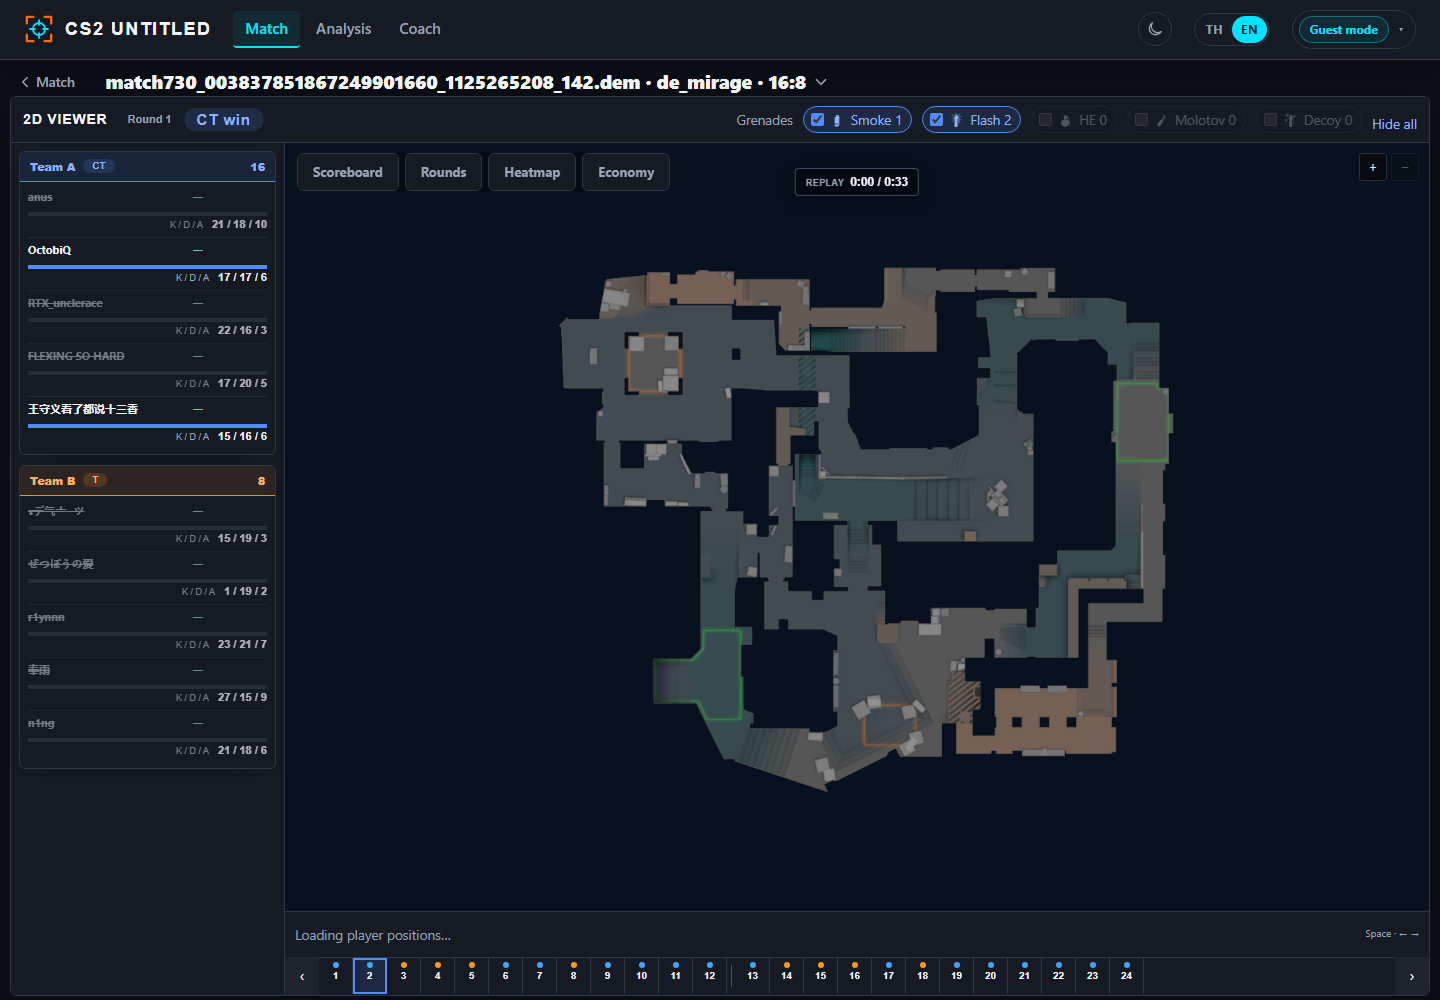 CS2 UNTITLED
Match
Analysis
Coach
TH
EN
Guest mode
Match
match730_003837851867249901660_1125265208_142.dem • de_mirage • 16:8
2D VIEWER
Round 1
CT win
Grenades
Smoke 1
Flash 2
HE 0
Molotov 0
Decoy 0
Hide all
Team A
CT
16
anus
—
K/D/A 21 / 18 / 10
OctobiQ
—
K/D/A 17 / 17 / 6
RTX_unclerace
—
K/D/A 22 / 16 / 3
FLEXING SO HARD
—
K/D/A 17 / 20 / 5
王守义看了都说十三香
—
K/D/A 15 / 16 / 6
Team B
T
8
—
K/D/A 15 / 19 / 3
ぜっぼうの愛
—
K/D/A 1 / 19 / 2
r1ynnn
—
K/D/A 23 / 21 / 7
—
K/D/A 27 / 15 / 9
n1ng
—
K/D/A 21 / 18 / 6
Scoreboard
Rounds
Heatmap
Economy
REPLAY 0:00 / 0:33
+
−
Loading player positions...
Space · ← →
‹
1
2
3
4
5
6
7
8
9
10
11
12
13
14
15
16
17
18
19
20
21
22
23
24
›